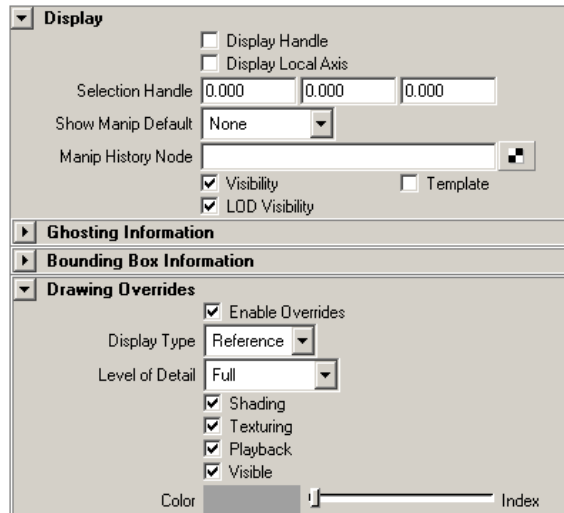 Display
Display Handle
Display Local Axis
Selection Handle 0.000 0.000 0.000
Show Manip Default None
Manip History Node
Visibility Template
LOD Visibility
Ghosting Information
Bounding Box Information
Drawing Overrides
Enable Overrides
Display Type Reference
Level of Detail Full
Shading
Texturing
Playback
Visible
Color Index